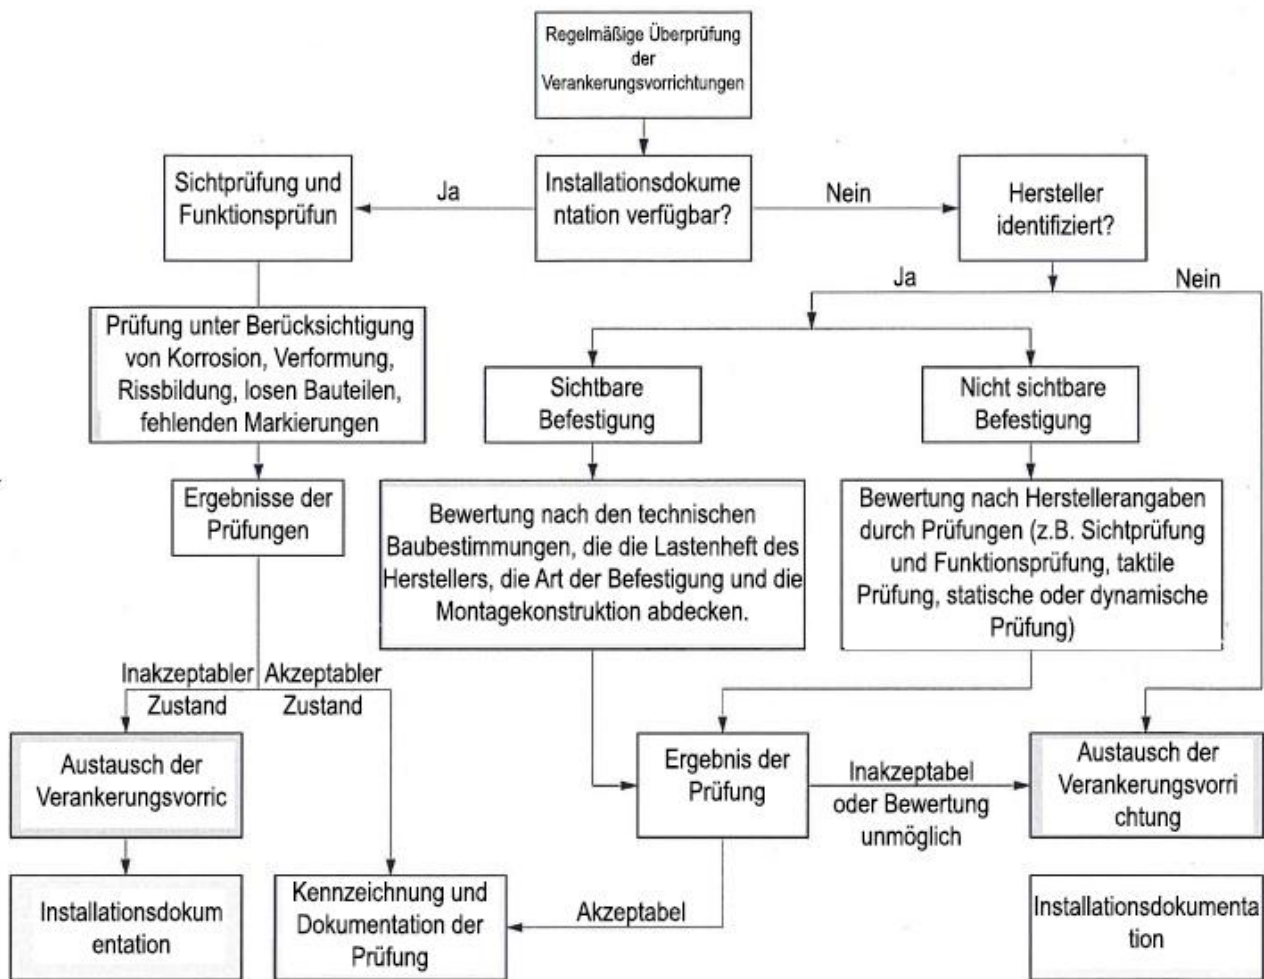 Regelmäßige Überprüfung
der
Verankerungsvorrichtungen
Sichtprüfung und
Funktionsprüfun
Ja
Installationsdokume
ntation verfügbar?
Nein
Hersteller
identifiziert?
Ja
Nein
Prüfung unter Berücksichtigung
von Korrosion, Verformung,
Rissbildung, losen Bauteilen,
fehlenden Markierungen
Sichtbare
Befestigung
Nicht sichtbare
Befestigung
Ergebnisse der
Prüfungen
Bewertung nach den technischen
Baubestimmungen, die die Lastenheft des
Herstellers, die Art der Befestigung und die
Montagekonstruktion abdecken.
Bewertung nach Herstellerangaben
durch Prüfungen (z.B. Sichtprüfung
und Funktionsprüfung, taktile
Prüfung, statische oder dynamische
Prüfung)
Inakzeptabler
Zustand
Akzeptabler
Zustand
Austausch der
Verankerungsvorric
Ergebnis der
Prüfung
Inakzeptabel
oder Bewertung
unmöglich
Austausch der
Verankerungsvorri
chtung
Installationsdokum
entation
Kennzeichnung und
Dokumentation der
Prüfung
Akzeptabel
Installationsdokumenta
tion